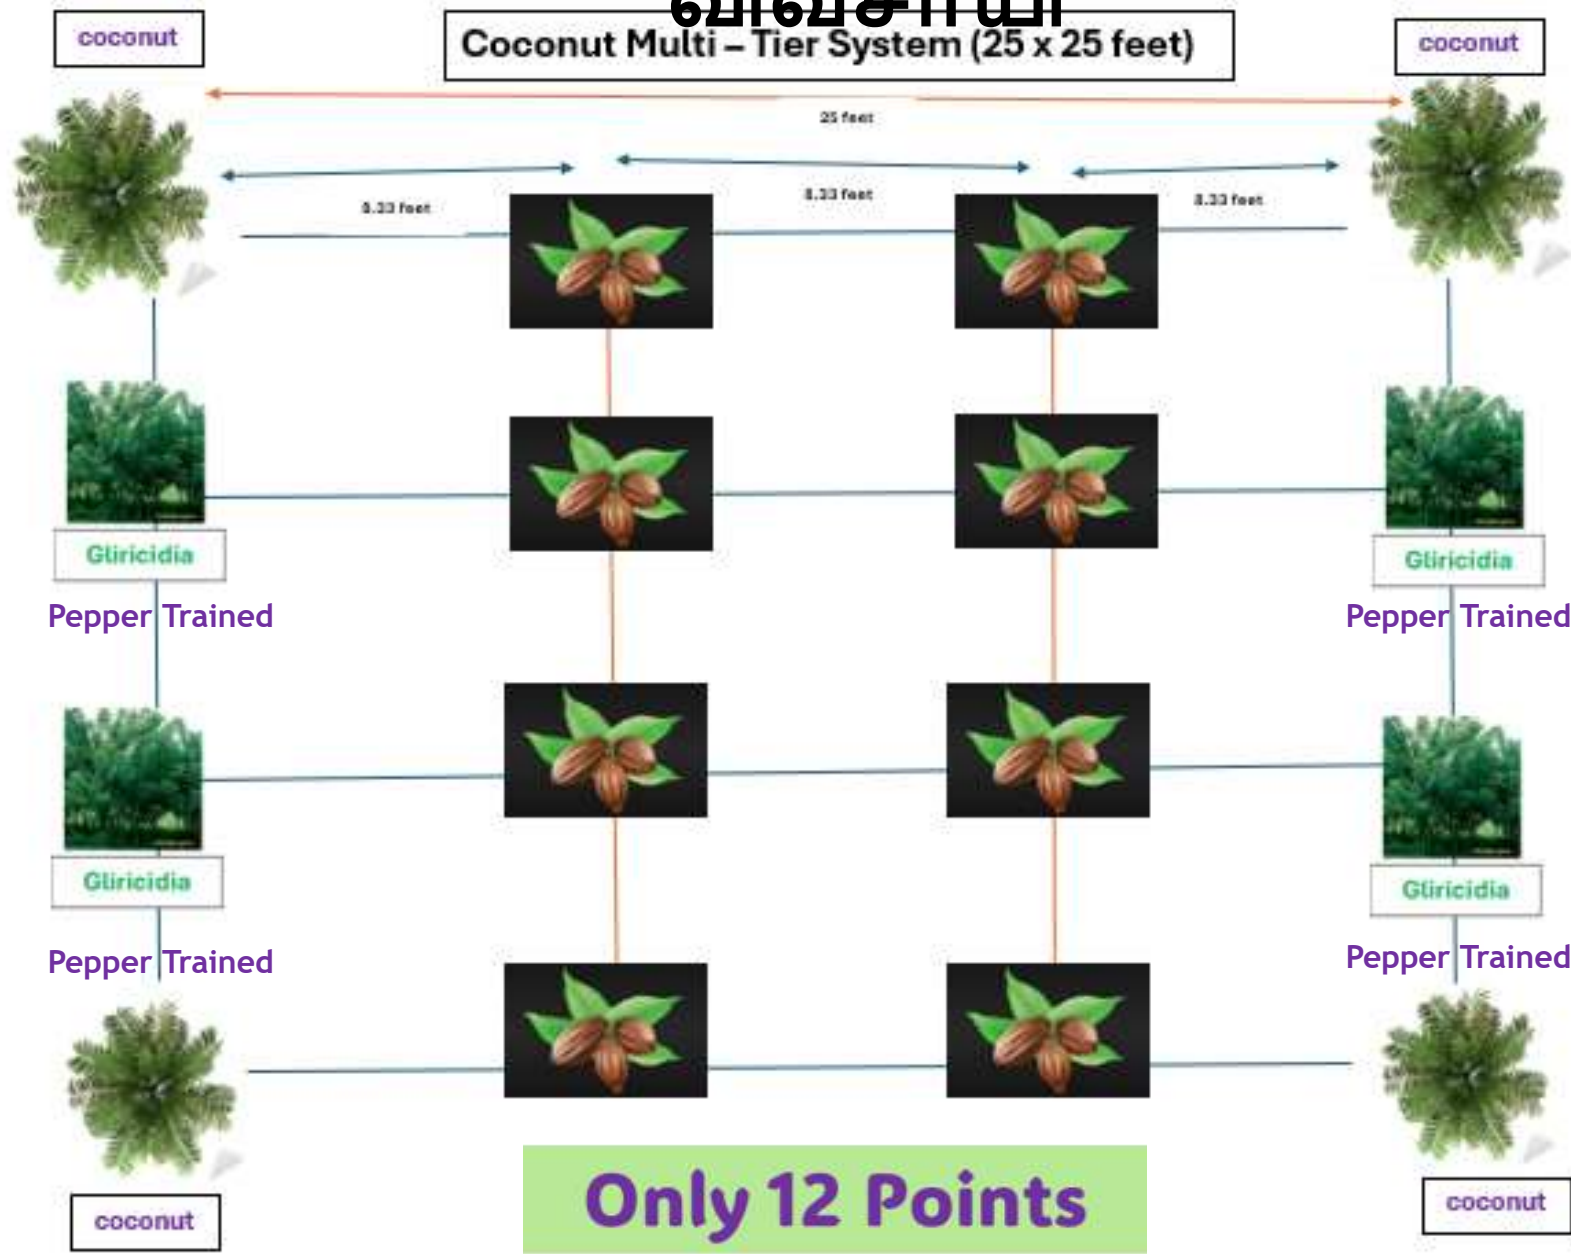 விவசாயி
coconut
Coconut Multi – Tier System (25 x 25 feet)
coconut
25 feet
8.33 feet
8.33 feet
8.33 feet
Gliricidia
Gliricidia
Pepper Trained
Pepper Trained
Gliricidia
Gliricidia
Pepper Trained
Pepper Trained
coconut
Only 12 Points
coconut